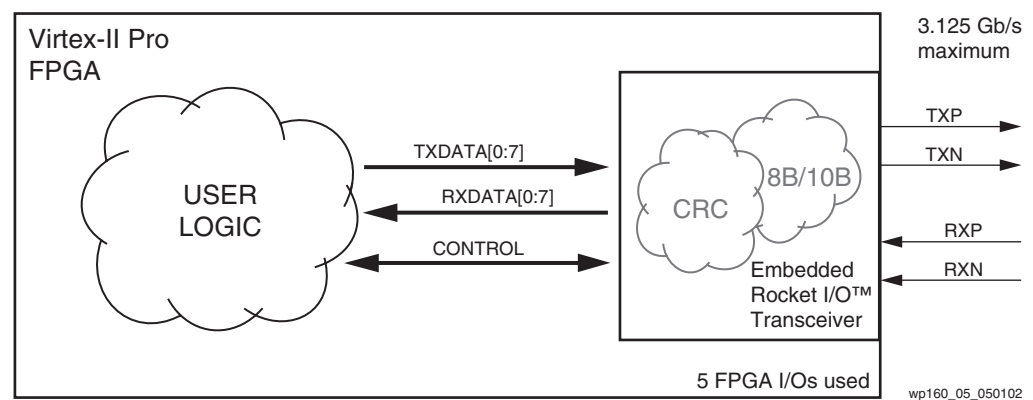 Virtex-II Pro
FPGA
3.125 Gb/s
maximum
USER
LOGIC
TXDATA[0:7]
RXDATA[0:7]
CONTROL
CRC
8B/10B
TXP
TXN
RXP
RXN
Embedded
Rocket I/O™
Transceiver
5 FPGA I/Os used
wp160_05_050102